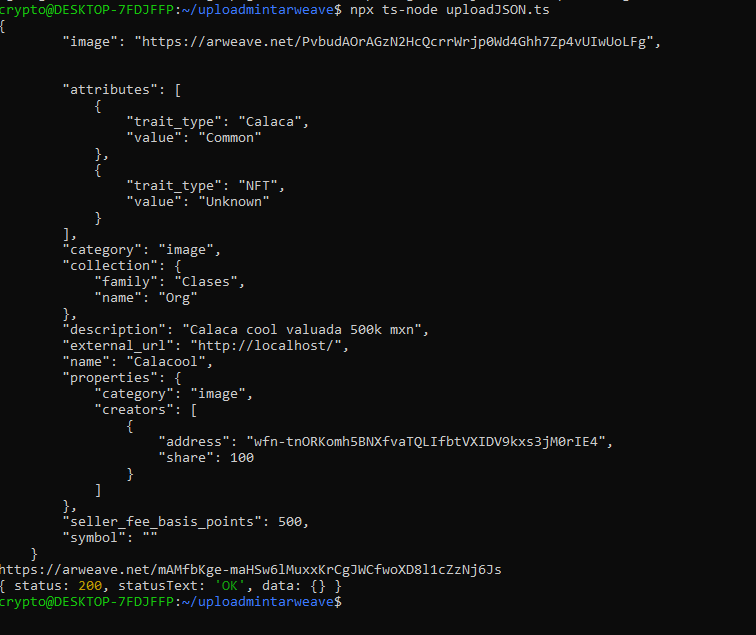 crypto@DESKTOP-7FDJFFP:~/uploadmintarweave$ npx ts-node uploadJSON.ts
{
"image": "https://arweave.net/PvbudAOrAGzN2HcQcrrWrjp0Wd4Ghh7Zp4vUIwUoLFg",
"attributes": [
{
"trait_type": "Calaca",
"value": "Common"
},
{
"trait_type": "NFT",
"value": "Unknown"
}
],
"category": "image",
"collection": {
"family": "Clases",
"name": "Org"
},
"description": "Calaca cool valuada 500k mxn",
"external_url": "http://localhost/",
"name": "Calacool",
"properties": {
"category": "image",
"creators": [
{
"address": "wfn-tnORKomh5BNXfvaTQLIfbtVXIDV9kxs3jM0rIE4",
"share": 100
}
]
},
"seller_fee_basis_points": 500,
"symbol": ""
}
https://arweave.net/mAMfbKge-maHSw6lMuxxKrCgJWCfwoXD8l1cZzNj6Js
{ status: 200, statusText: 'OK', data: {} }
crypto@DESKTOP-7FDJFFP:~/uploadmintarweave$